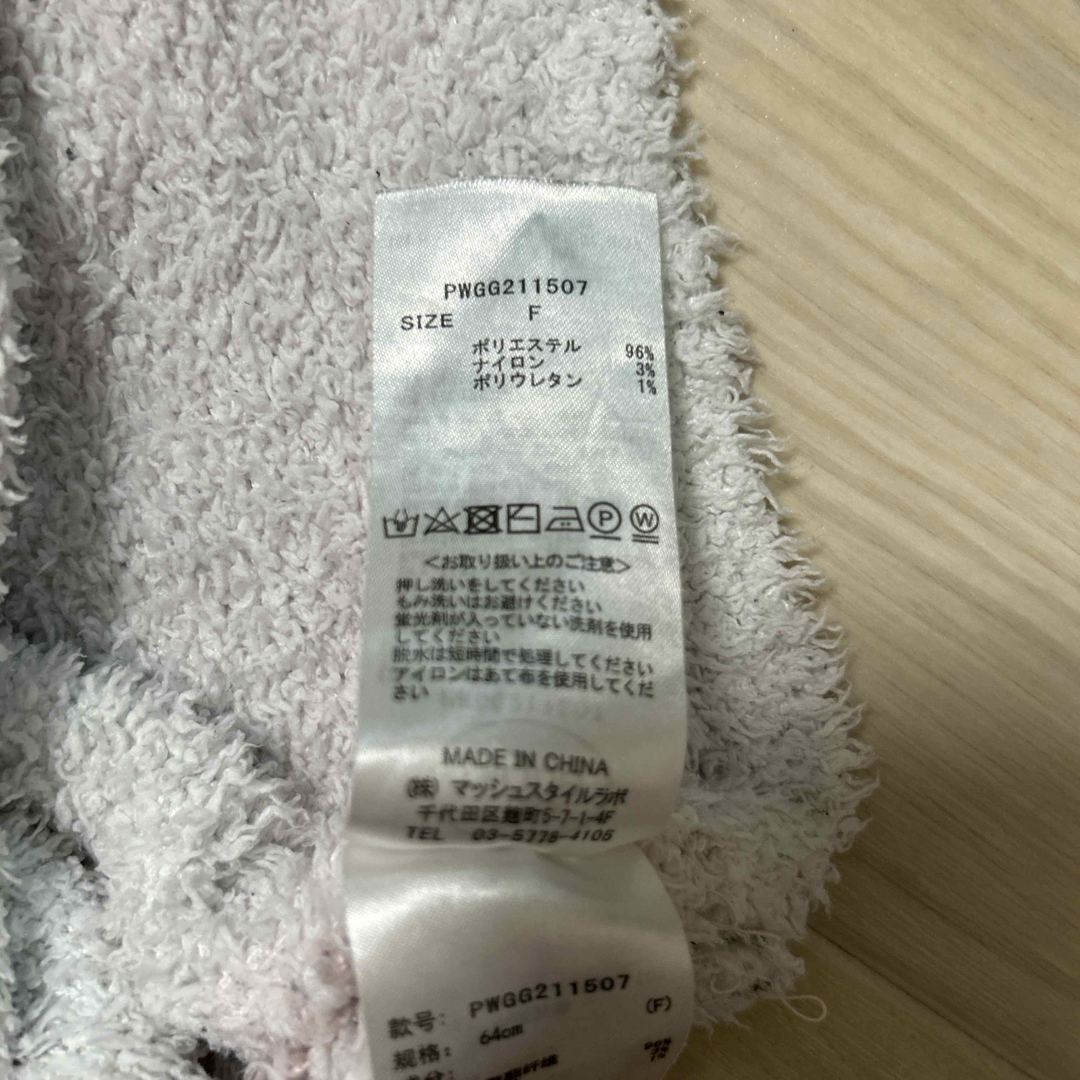 PWGG211507
SIZE F
ポリエステル 96%
ナイロン 3%
ポリウレタン 1%
P W
<お取り扱い上のご注意>
押し洗いをしてください
もみ洗いはお避けください
蛍光剤が入っていない洗剤を使用
してください
脱水は短時間で処理してください
アイロンはあて布を使用してくだ
さい
MADE IN CHINA
(株) マッシュスタイルラボ
千代田区麹町5-7-1-4F
TEL 03-5778-4105
款号: PWGG211507
规格: 64cm (F)